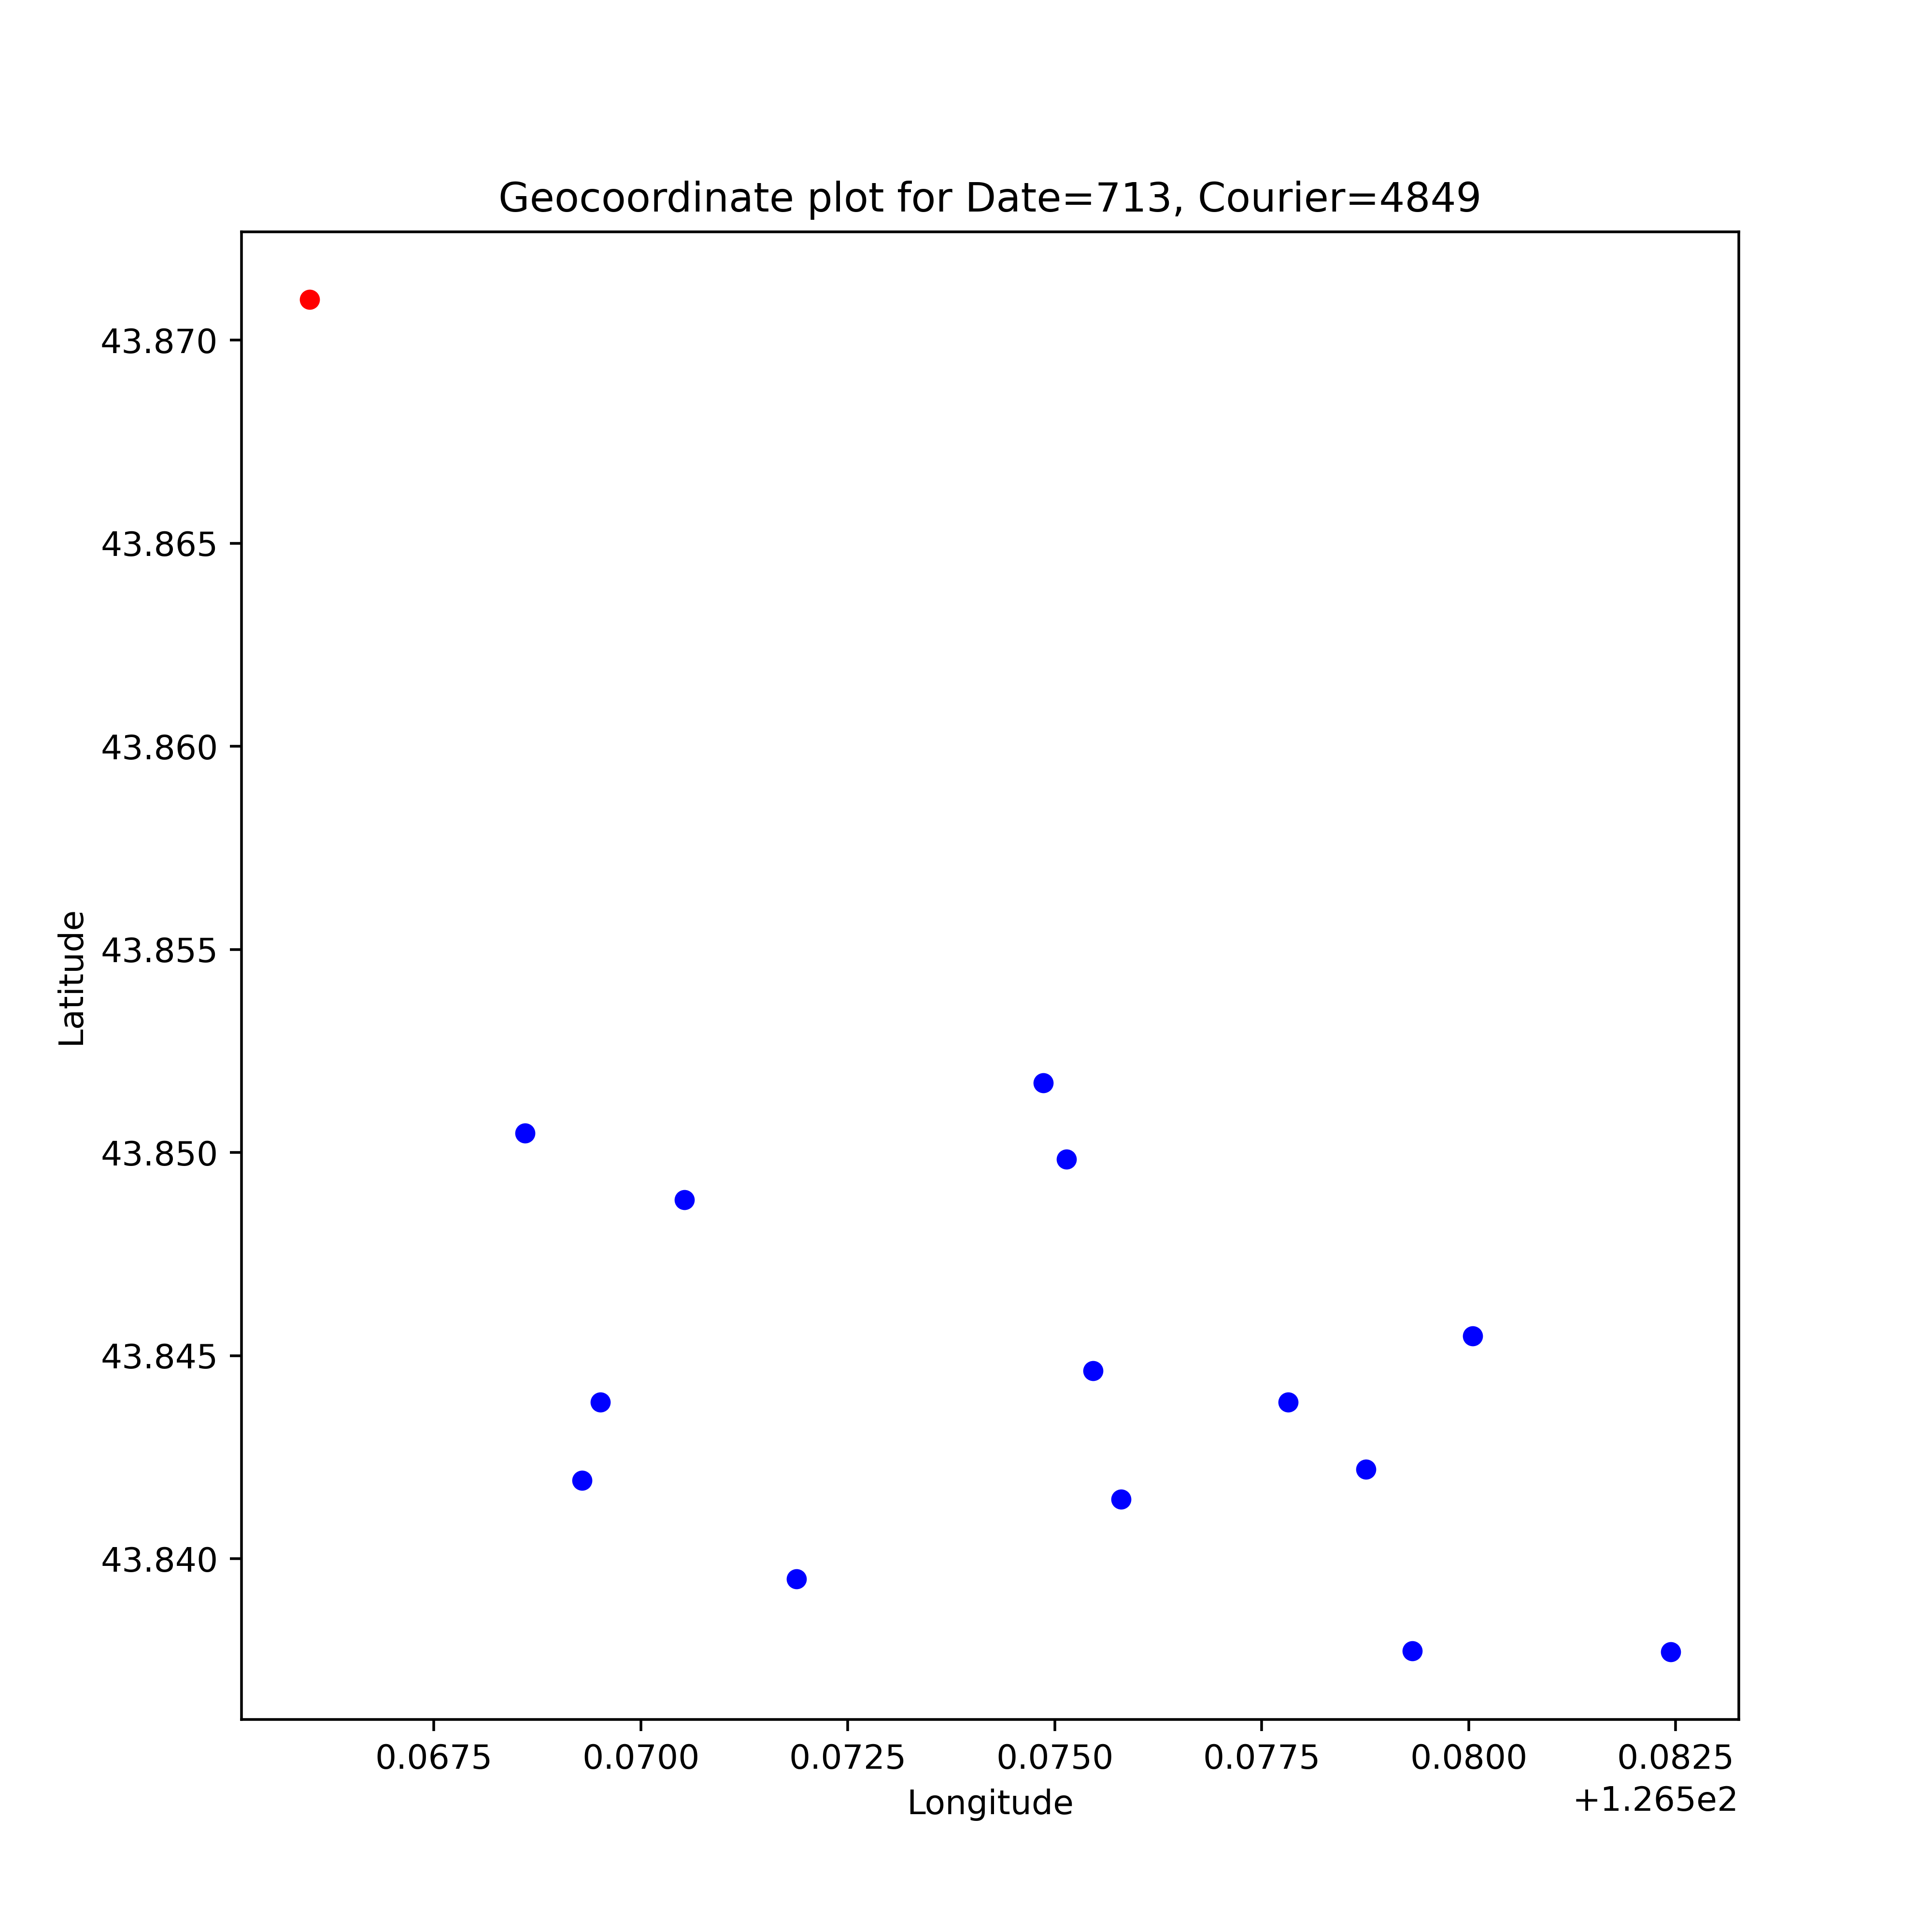 Geocoordinate plot for Date=713, Courier=4849
43.870
43.865
43.860
43.855
43.850
43.845
43.840
Latitude
0.0675 0.0700 0.0725 0.0750 0.0775 0.0800 0.0825
+1.265e2
Longitude